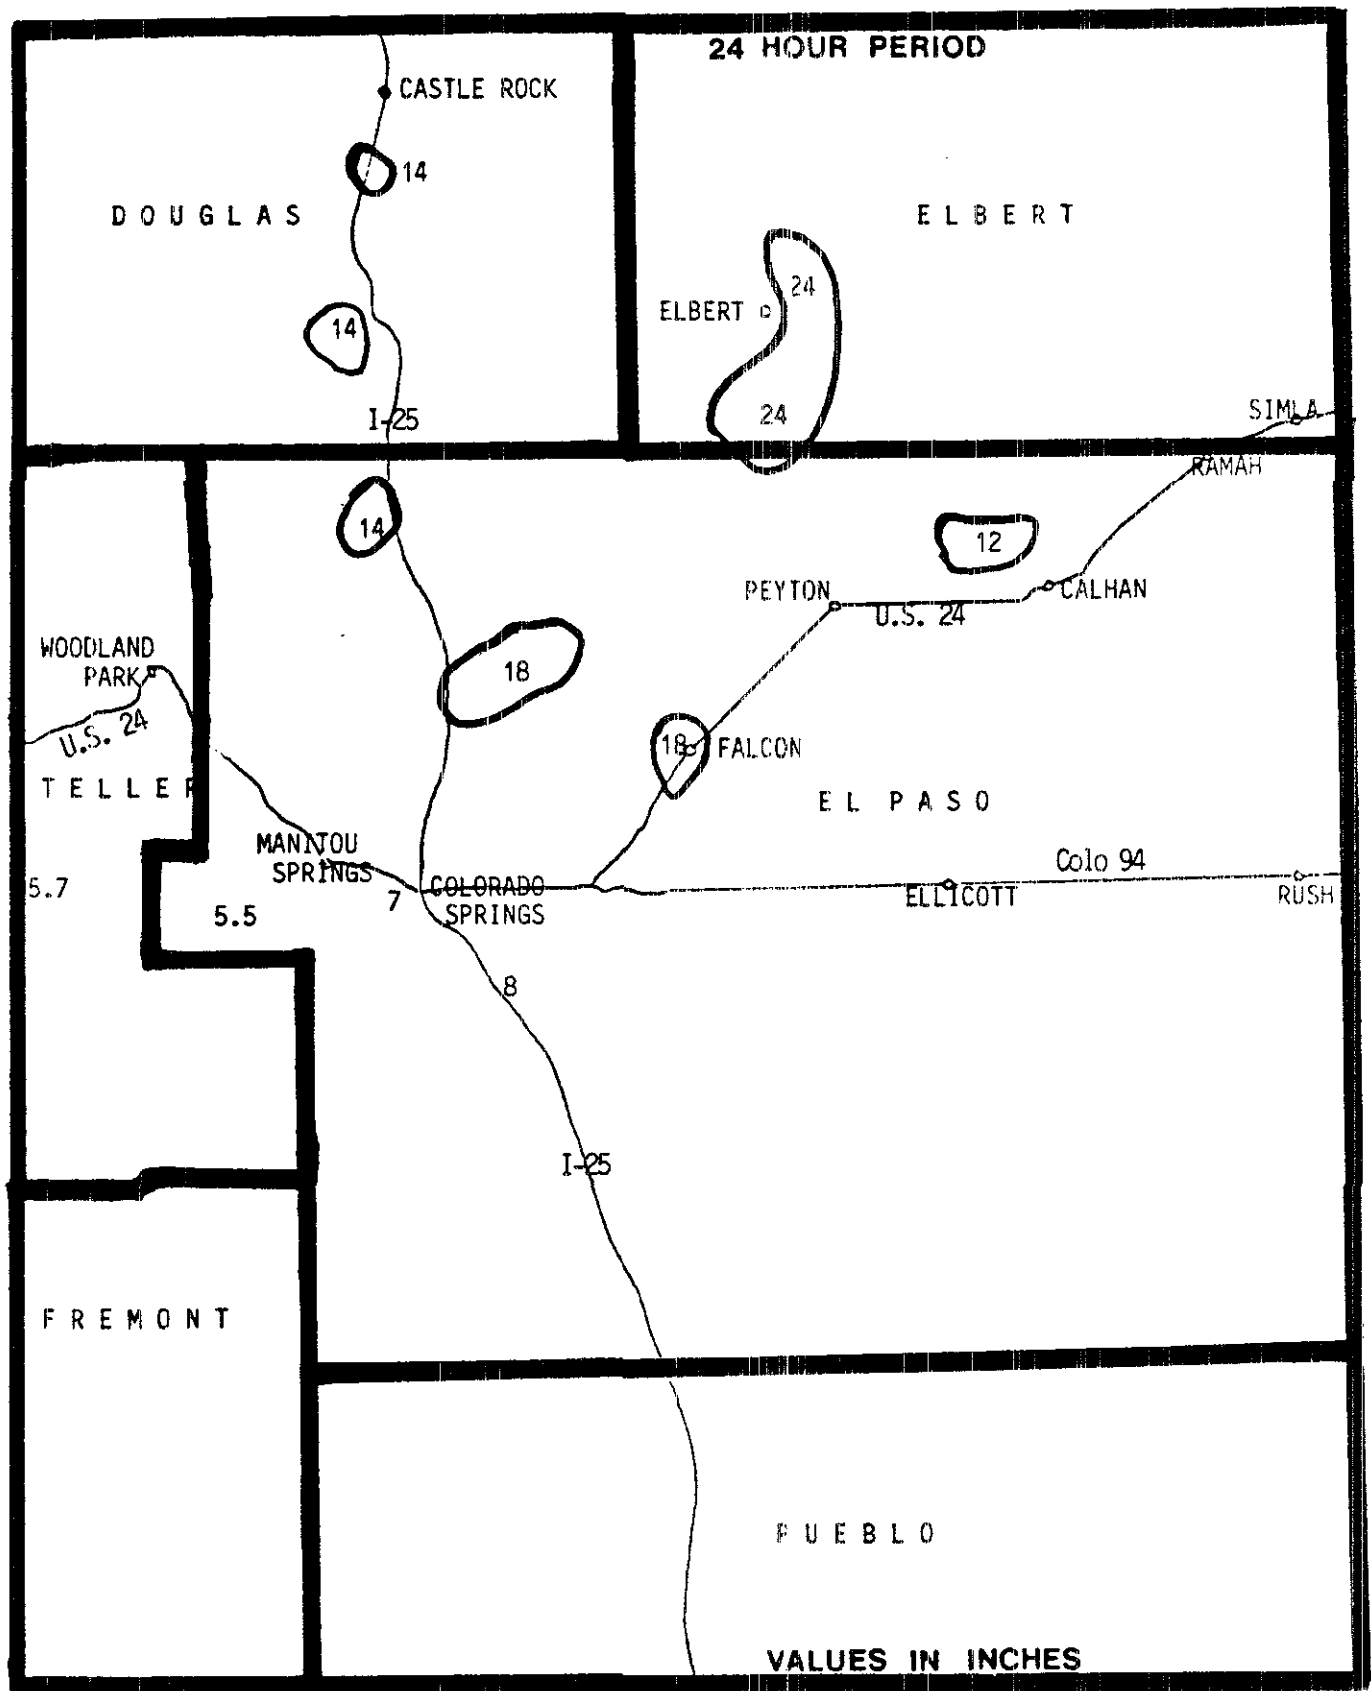 24 HOUR PERIOD
CASTLE ROCK
14
DOUGLAS
ELBERT
24
ELBERT
14
24
I-25
SIMLA
RAMAH
14
12
PEYTON
CALHAN
U.S. 24
WOODLAND
PARK
18
U.S. 24
18
FALCON
TELLER
EL PASO
MANITOU
SPRINGS
Colo 94
5.7
7
COLORADO
SPRINGS
5.5
ELLICOTT
RUSH
8
I-25
FREMONT
PUEBLO
VALUES IN INCHES